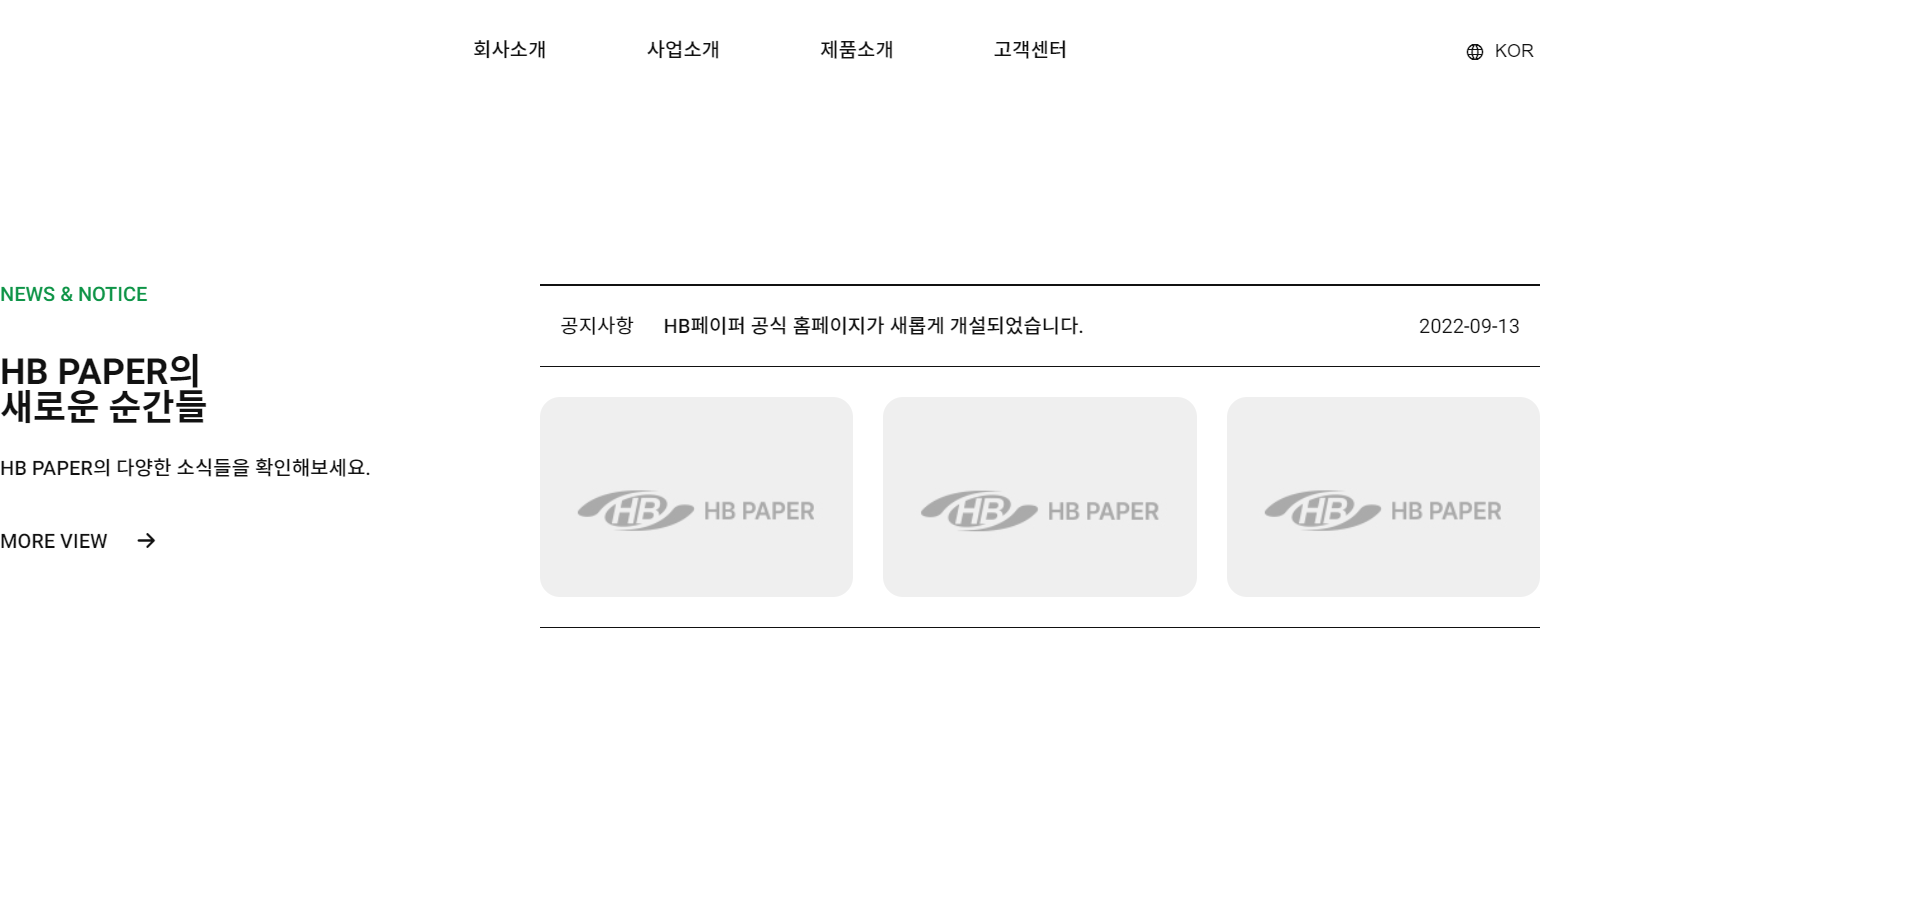 회사소개
사업소개
제품소개
고객센터
KOR
NEWS & NOTICE
HB PAPER의
새로운 순간들
HB PAPER의 다양한 소식들을 확인해보세요.
MORE VIEW
공지사항 HB페이퍼 공식 홈페이지가 새롭게 개설되었습니다. 2022-09-13
HB HB PAPER
HB HB PAPER
HB HB PAPER